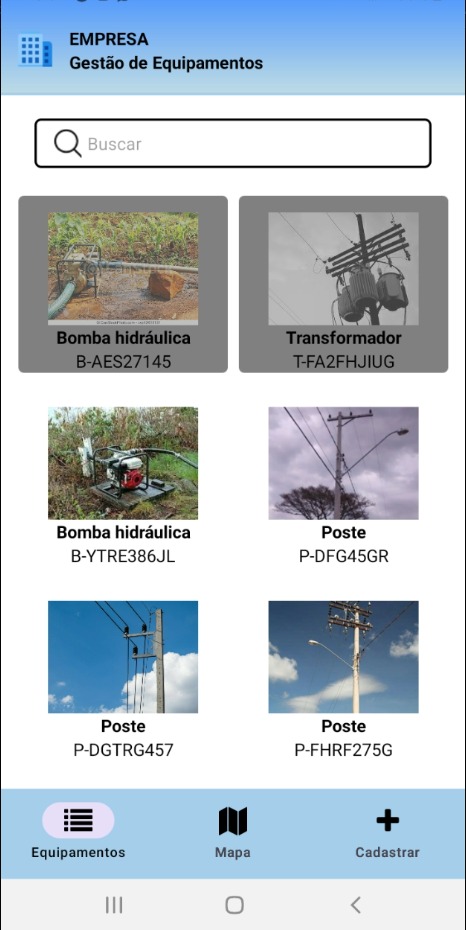 EMPRESA
Gestão de Equipamentos
Buscar
Bomba hidráulica
B-AES27145
Transformador
T-FA2FHJIUG
Bomba hidráulica
B-YTRE386JL
Poste
P-DFG45GR
Poste
P-DGTRG457
Poste
P-FHRF275G
Equipamentos
Mapa
Cadastrar